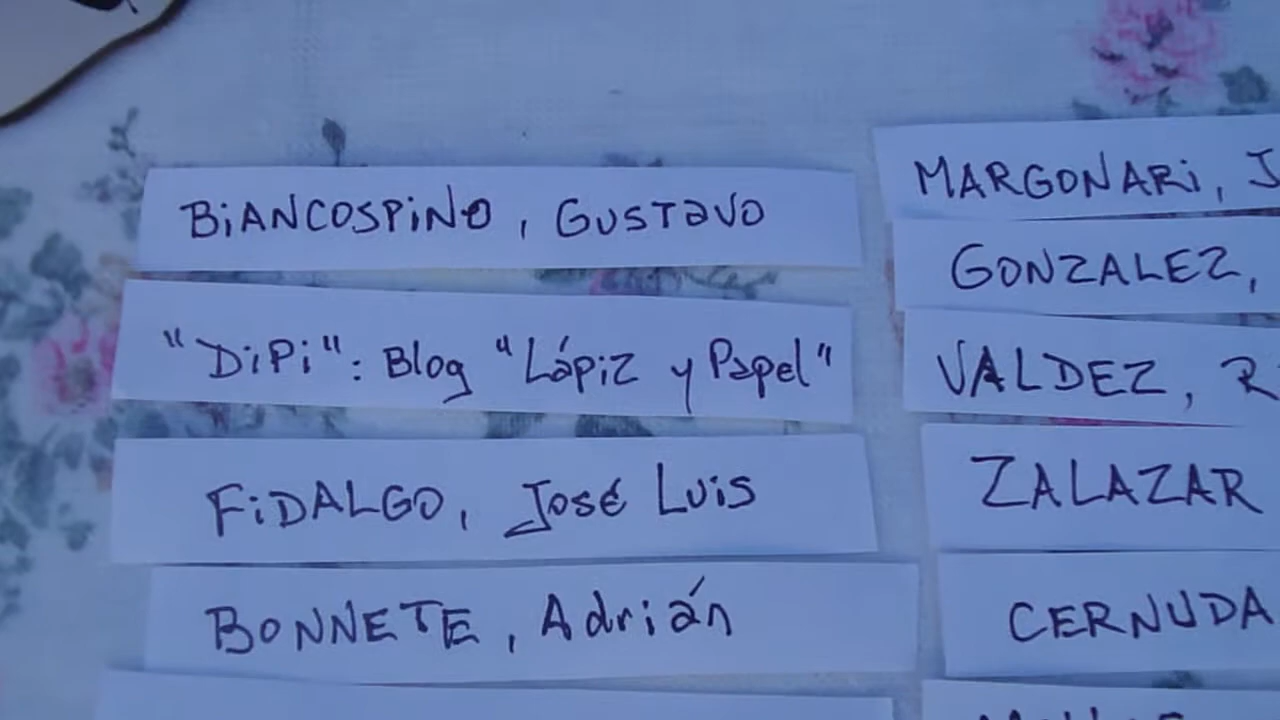 BiANCOSPiNO, GUSTavO
"DiPi": Blog "Lápiz y Papel"
FiDALGO, José Luis
BONNETE, Adrián
MARGONARi, J
GONZALEZ,
VALDEZ, R
ZALAZAR
CERNUDA